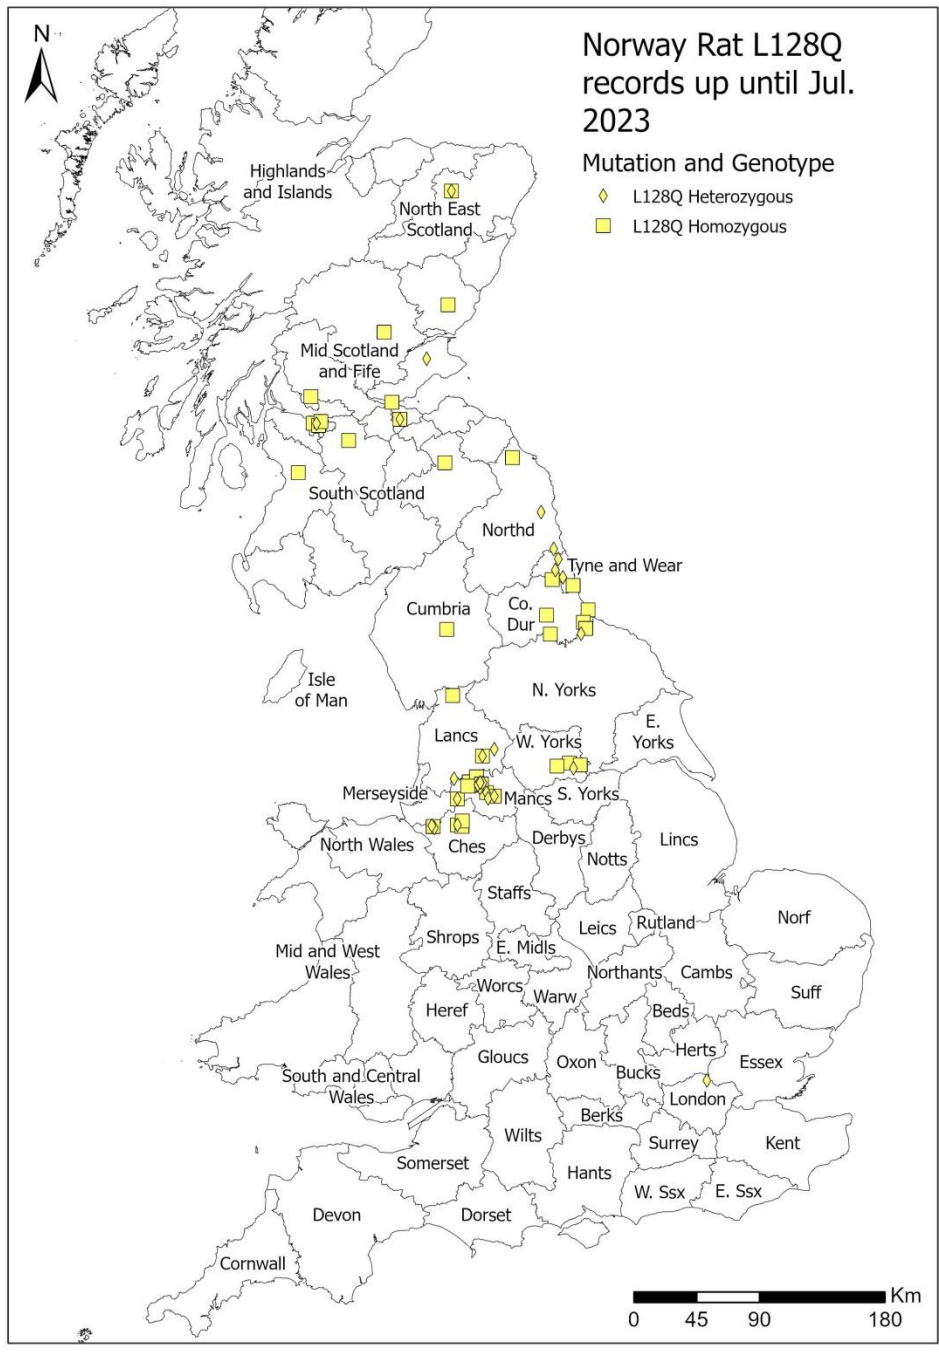 N
Norway Rat L128Q
records up until Jul.
2023
Mutation and Genotype
L128Q Heterozygous
L128Q Homozygous
Highlands
and Islands
North East
Scotland
Mid Scotland
and Fife
South Scotland
Northd
Tyne and Wear
Cumbria
Co.
Dur
Isle
of Man
N. Yorks
Lancs
W. Yorks
E.
Yorks
Merseyside
Mancs
S. Yorks
North Wales
Ches
Derbys
Notts
Lincs
Staffs
Shrops
E. Midls
Leics
Rutland
Norf
Mid and West
Wales
Worcs
Warw
Northants
Cambs
Suff
Heref
Beds
Gloucs
Oxon
Bucks
Herts
Essex
South and Central
Wales
London
Berks
Wilts
Surrey
Kent
Somerset
Hants
W. Ssx
E. Ssx
Devon
Dorset
Cornwall
Km
0 45 90 180